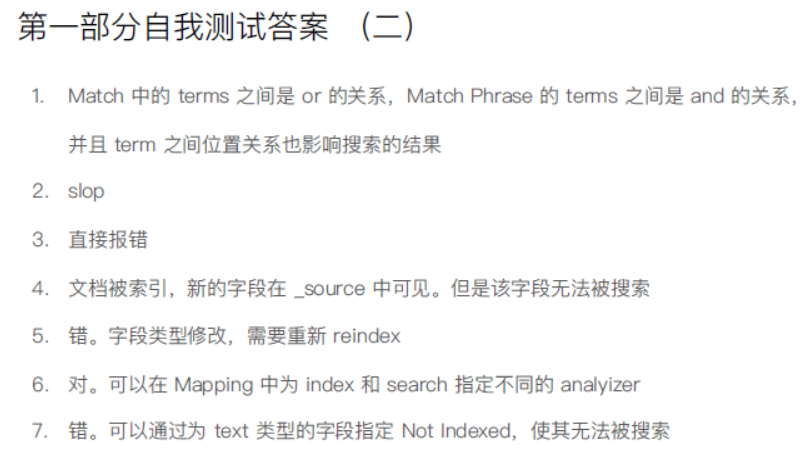 第一部分自我测试答案 （二）
1. Match 中的 terms 之间是 or 的关系，Match Phrase 的 terms 之间是 and 的关系，
并且 term 之间位置关系也影响搜索的结果
2. slop
3. 直接报错
4. 文档被索引，新的字段在 _source 中可见。但是该字段无法被搜索
5. 错。字段类型修改，需要重新 reindex
6. 对。可以在 Mapping 中为 index 和 search 指定不同的 analyizer
7. 错。可以通过为 text 类型的字段指定 Not Indexed，使其无法被搜索